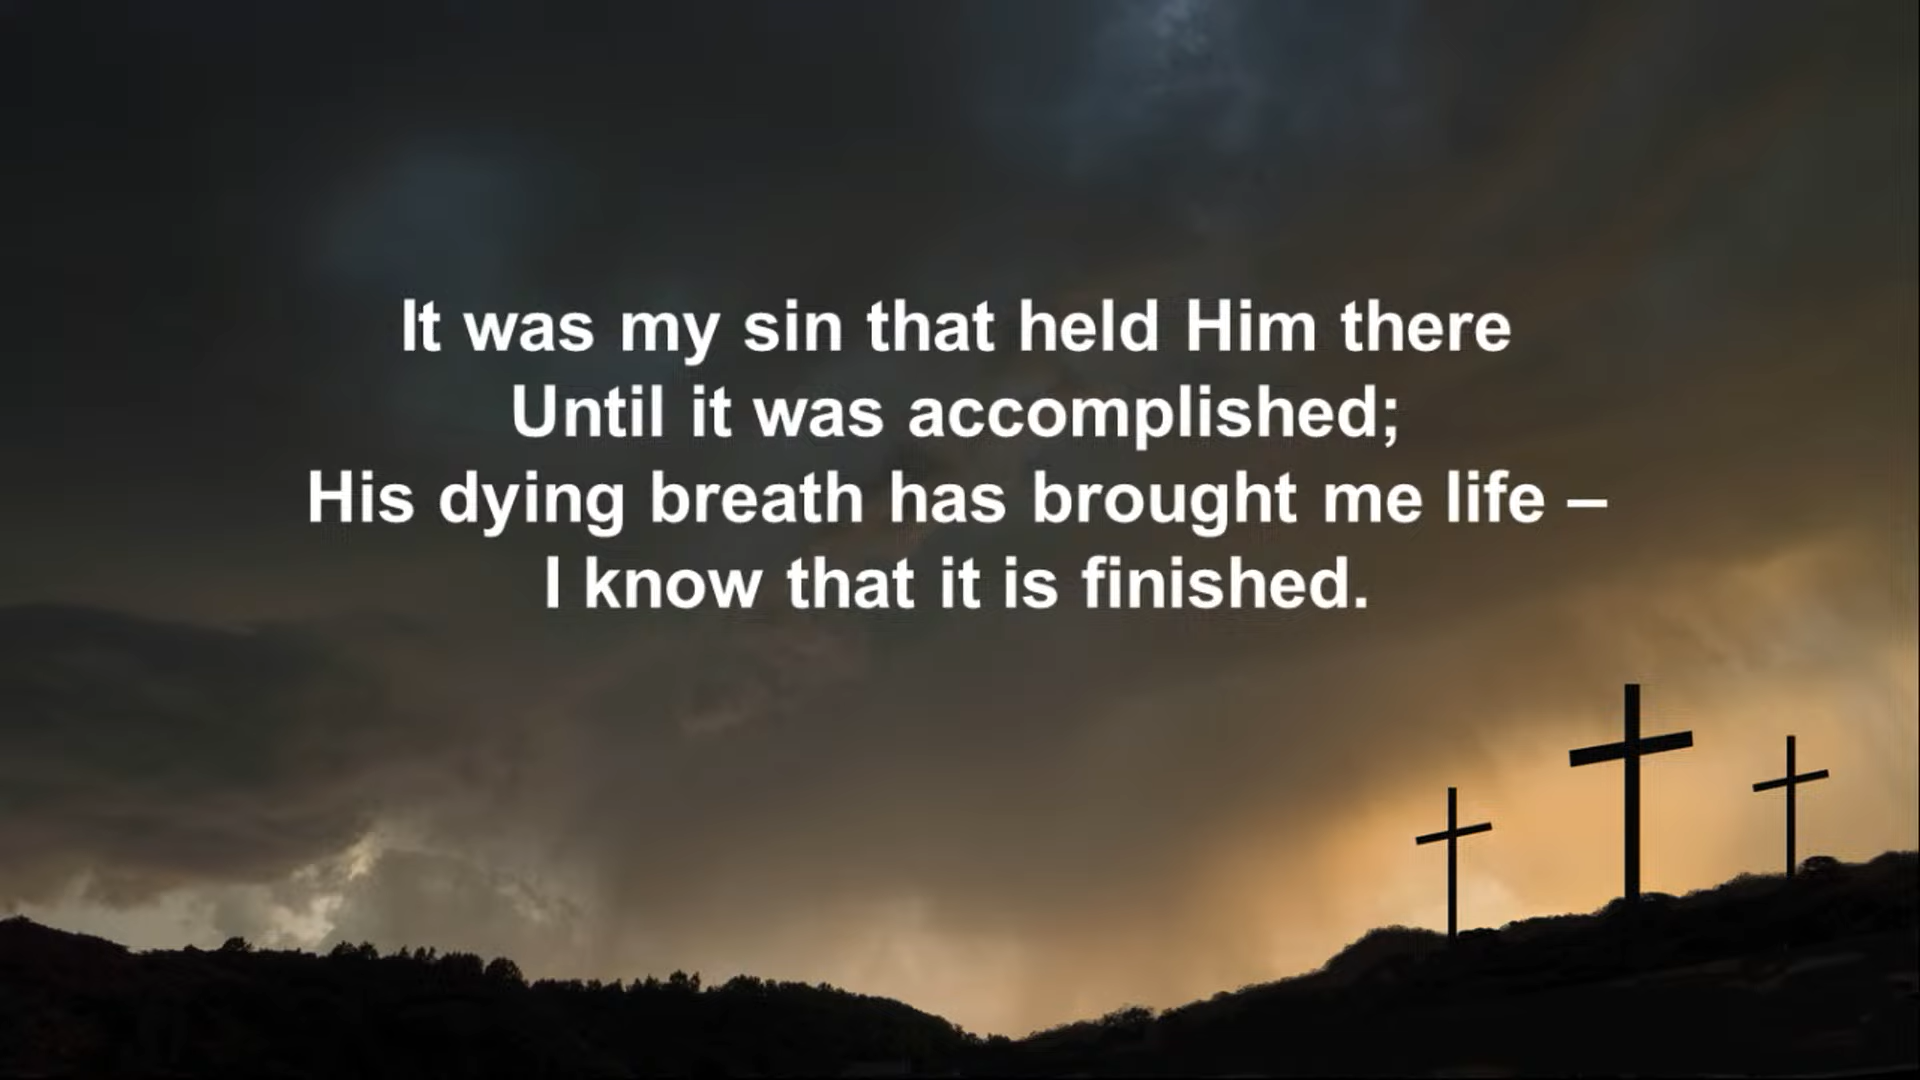 It was my sin that held Him there
Until it was accomplished;
His dying breath has brought me life –
I know that it is finished.